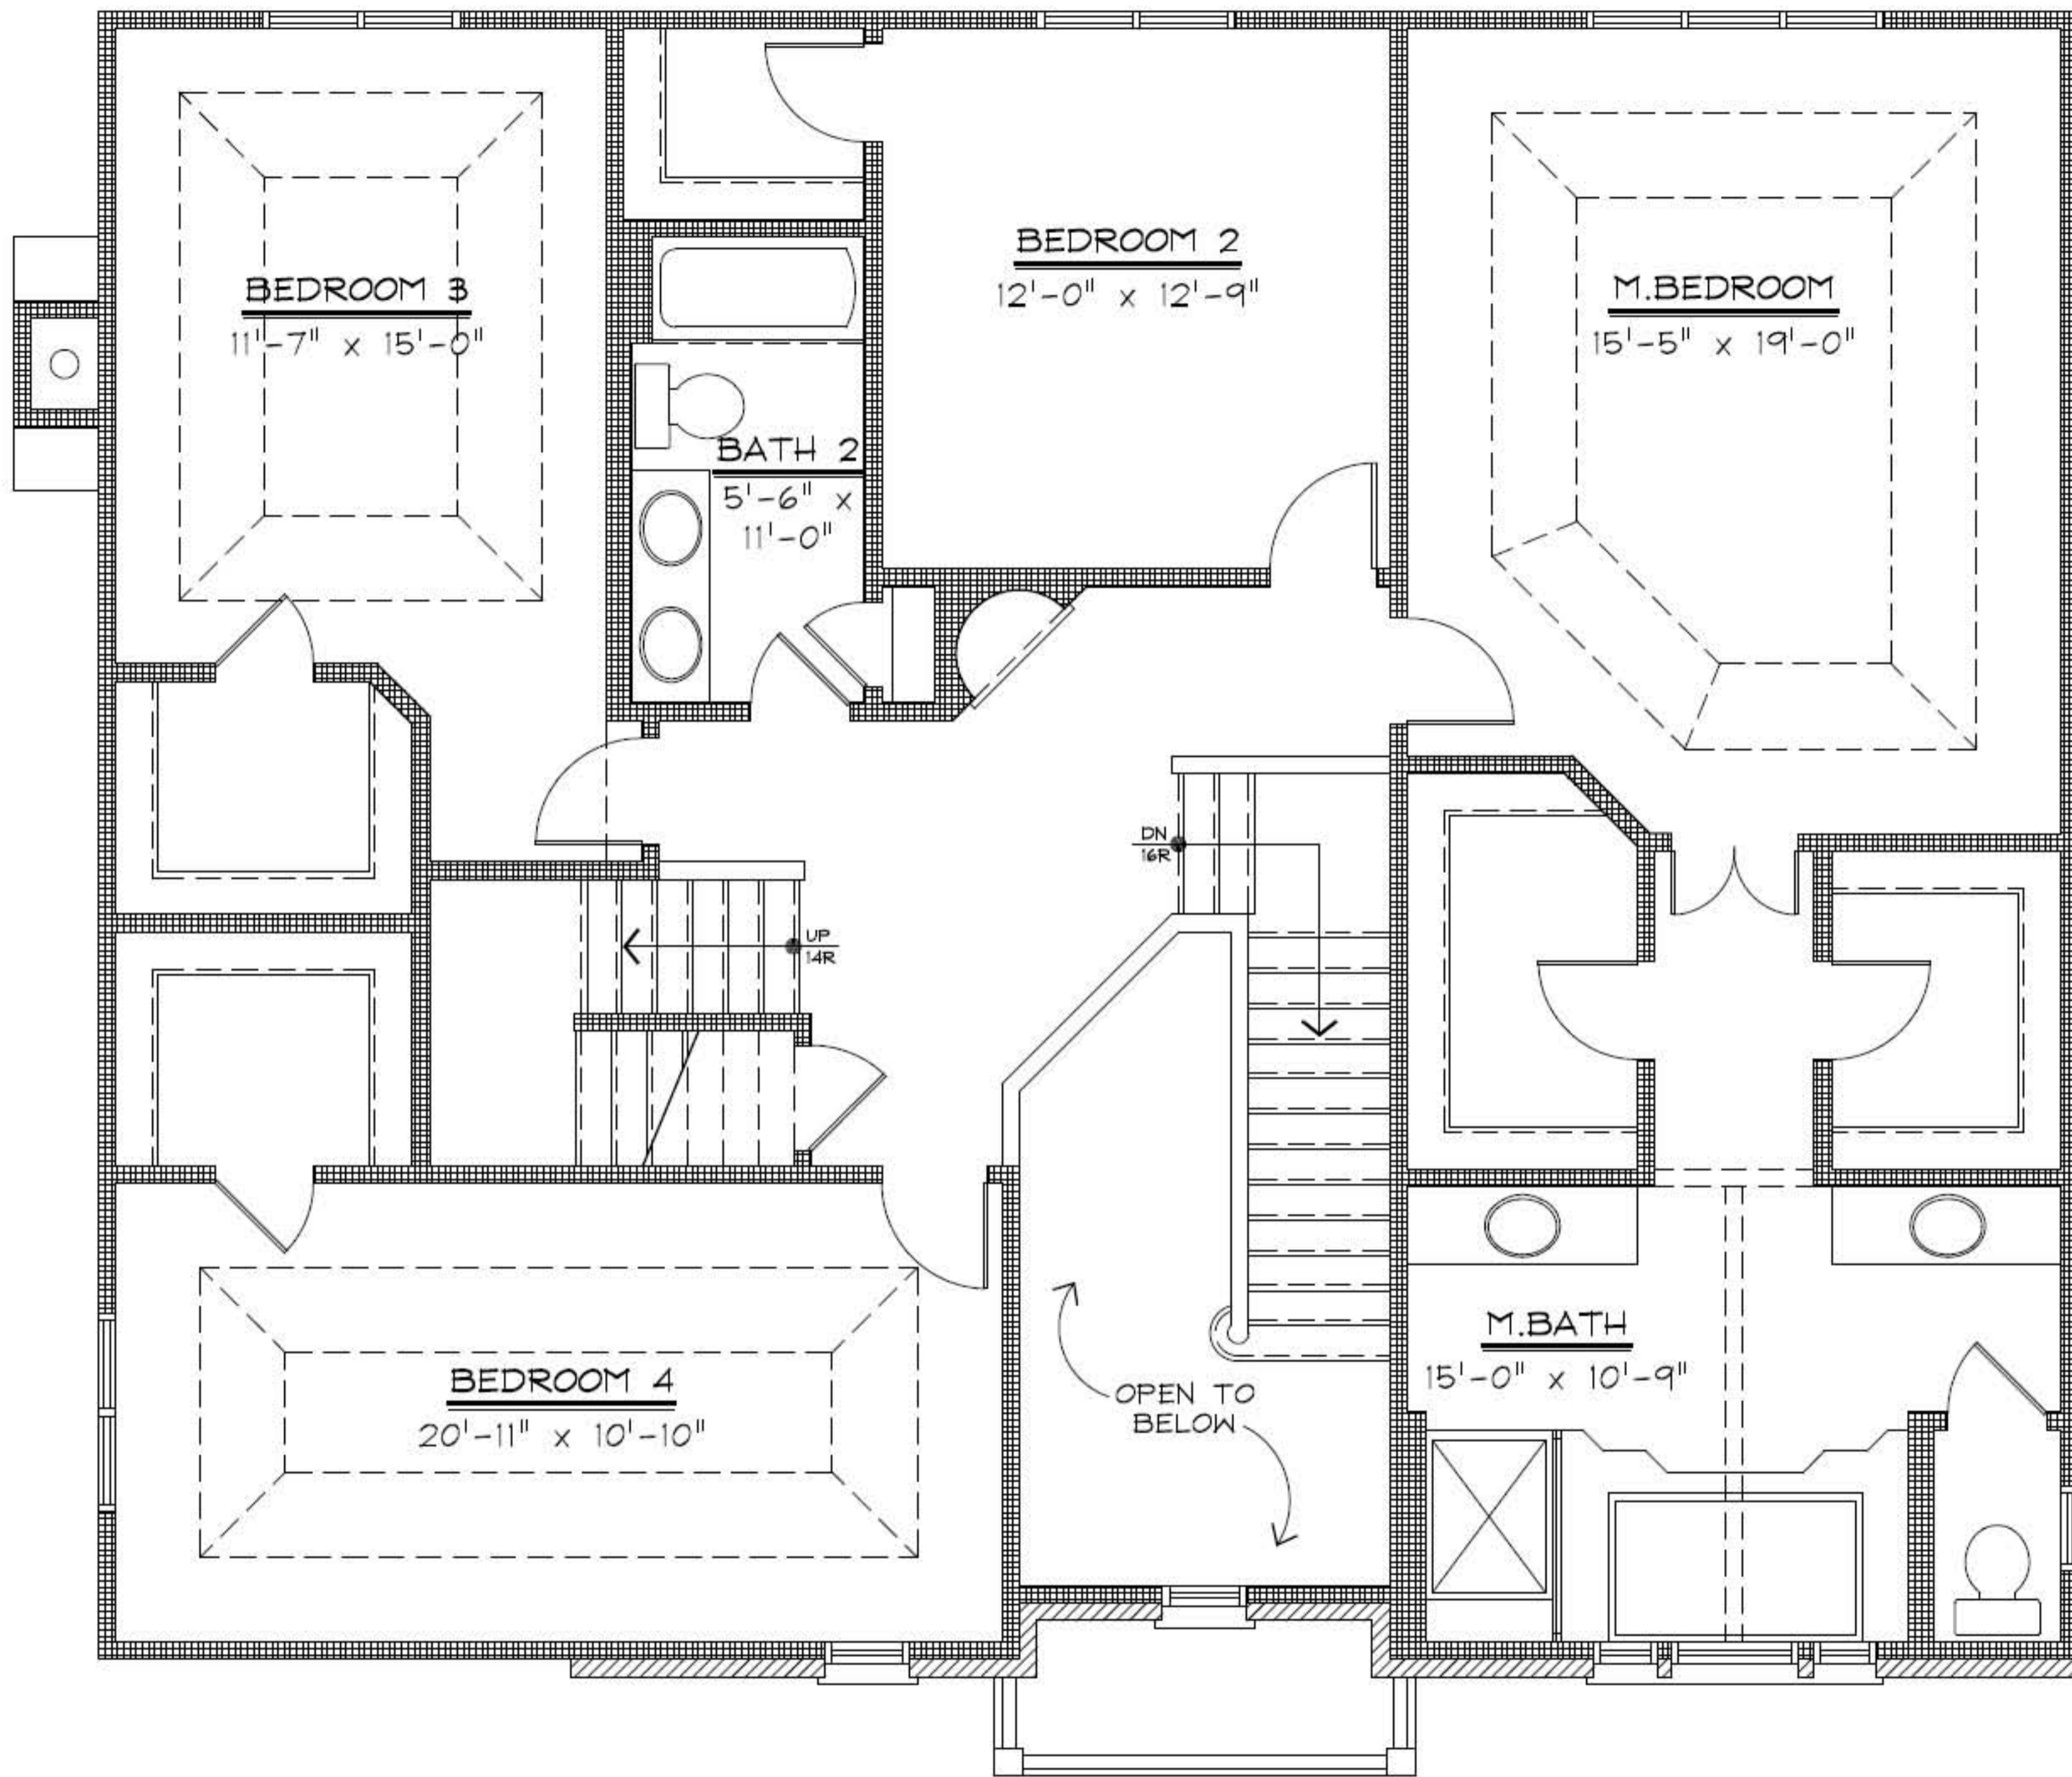 BEDROOM 2
12'-0" x 12'-9"
BEDROOM 3
11'-7" x 15'-0"
M.BEDROOM
15'-5" x 19'-0"
BATH 2
5'-6" x
11'-0"
DN
16R
UP
14R
M.BATH
15'-0" x 10'-9"
BEDROOM 4
20'-11" x 10'-10"
OPEN TO
BELOW